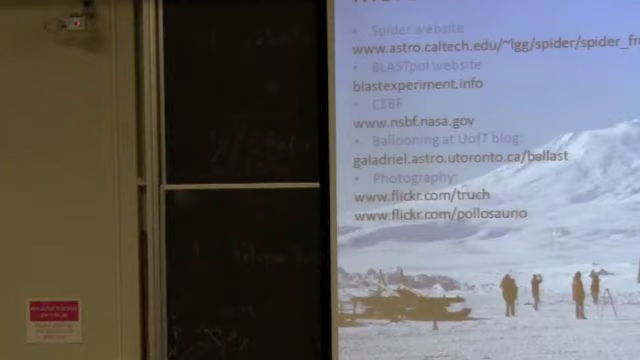 • Spider website
www.astro.caltech.edu/~lgg/spider/spider_fr
• BLASTpol website
blastexperiment.info
• CSBF
www.nsbf.nasa.gov
• Ballooning at UofT blog:
galadriel.astro.utoronto.ca/ballast
• Photography:
www.flickr.com/truch
www.flickr.com/pollosaurio